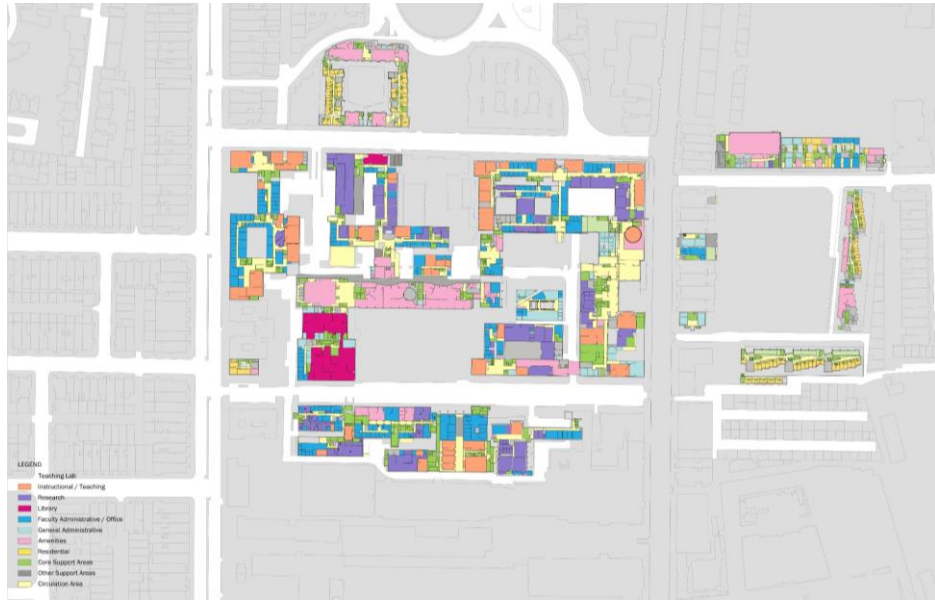 LEGEND
Teaching Lab
Instructional / Teaching
Research
Library
Faculty Administrative / Office
General Administrative
Amenities
Residential
Core Support Areas
Other Support Areas
Circulation Area